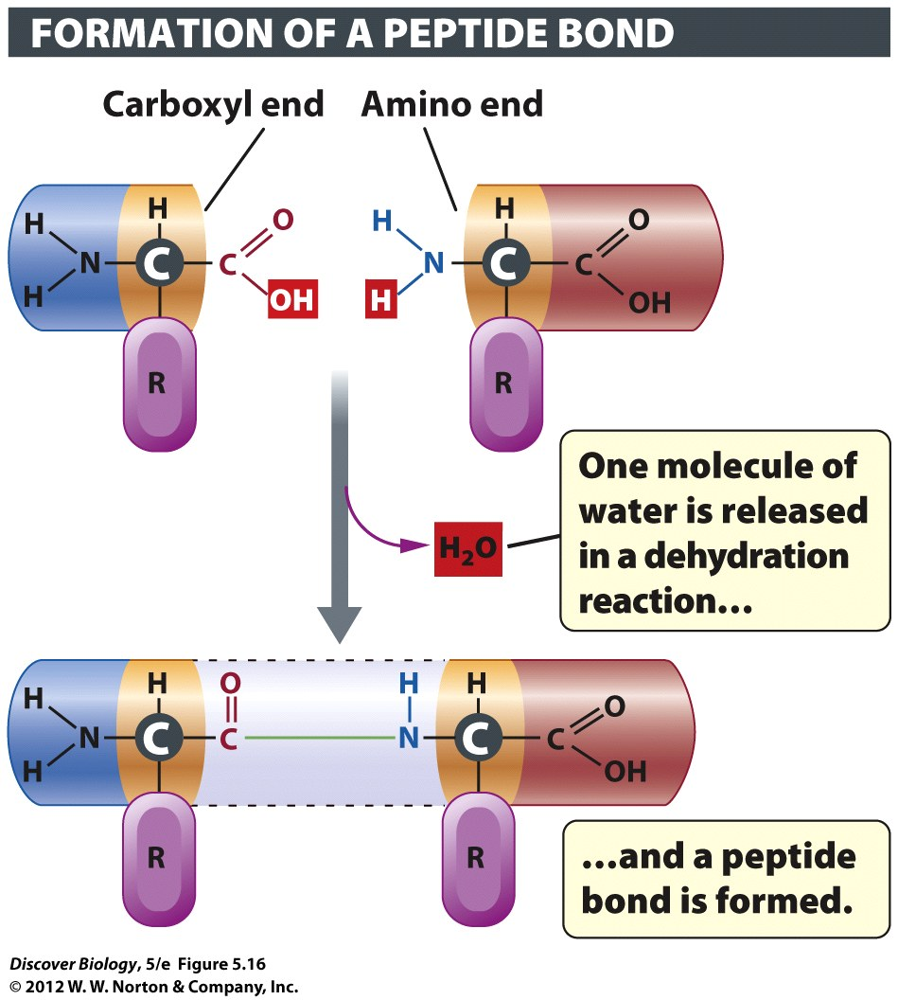 FORMATION OF A PEPTIDE BOND
Carboxyl end Amino end
H H
H O H O
N C C N C C
H OH H OH
R R
One molecule of
water is released
in a dehydration
reaction...
H₂O
H O H H
H O
N C C N C C
H OH
R R
...and a peptide
bond is formed.
Discover Biology, 5/e Figure 5.16
© 2012 W. W. Norton & Company, Inc.